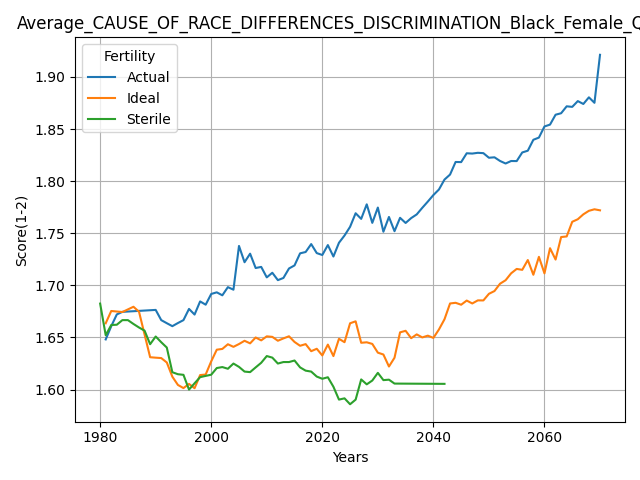 Average_CAUSE_OF_RACE_DIFFERENCES_DISCRIMINATION_Black_Female_Q
Fertility
Actual
Ideal
Sterile
Score(1-2)
1.90
1.85
1.80
1.75
1.70
1.65
1.60
1980 2000 2020 2040 2060
Years